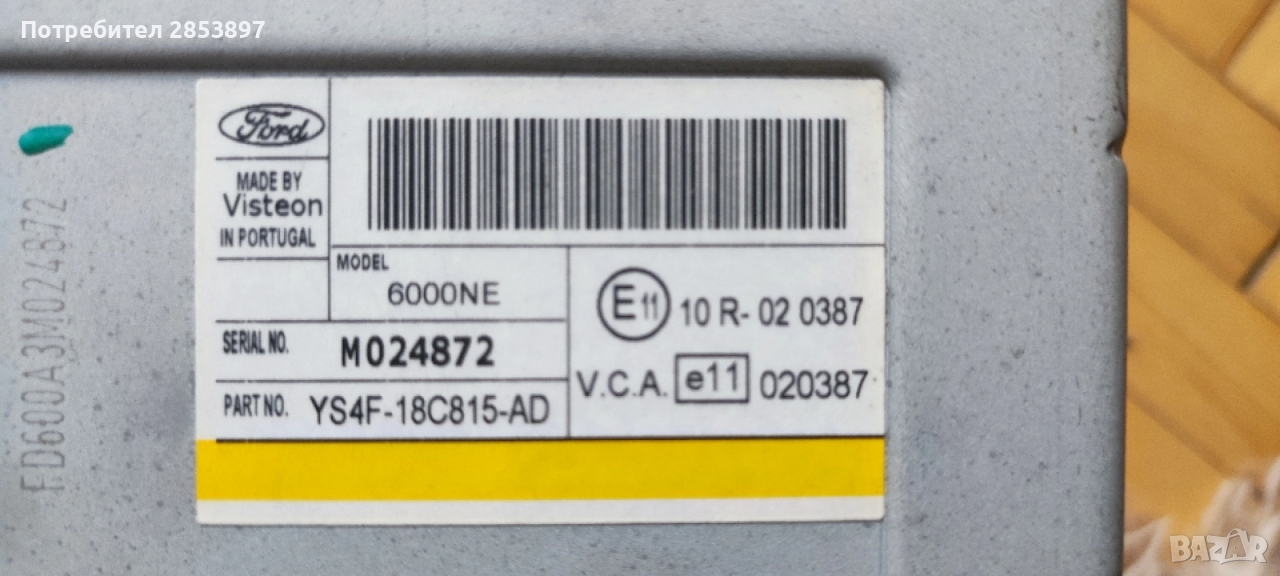 Потребител 2853897
Ford
MADE BY
Visteon
IN PORTUGAL
MODEL
6000NE
SERIAL NO.
M024872
PART NO. YS4F-18C815-AD
E11 10 R- 02 0387
V.C.A. e11 020387
FD600A3M024872
BAZAR